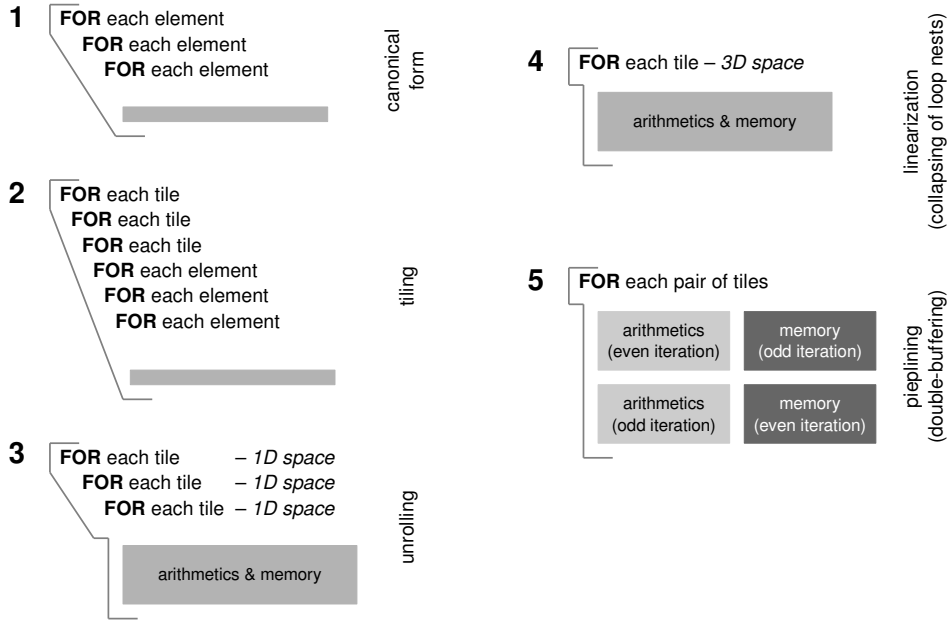 1
FOR each element
FOR each element
FOR each element
canonical
form
2
FOR each tile
FOR each tile
FOR each tile
FOR each element
FOR each element
FOR each element
tiling
3
FOR each tile – 1D space
FOR each tile – 1D space
FOR each tile – 1D space
arithmetics & memory
unrolling
4
FOR each tile – 3D space
arithmetics & memory
linearization
(collapsing of loop nests)
5
FOR each pair of tiles
arithmetics
(even iteration)
memory
(odd iteration)
arithmetics
(odd iteration)
memory
(even iteration)
pieplining
(double-buffering)